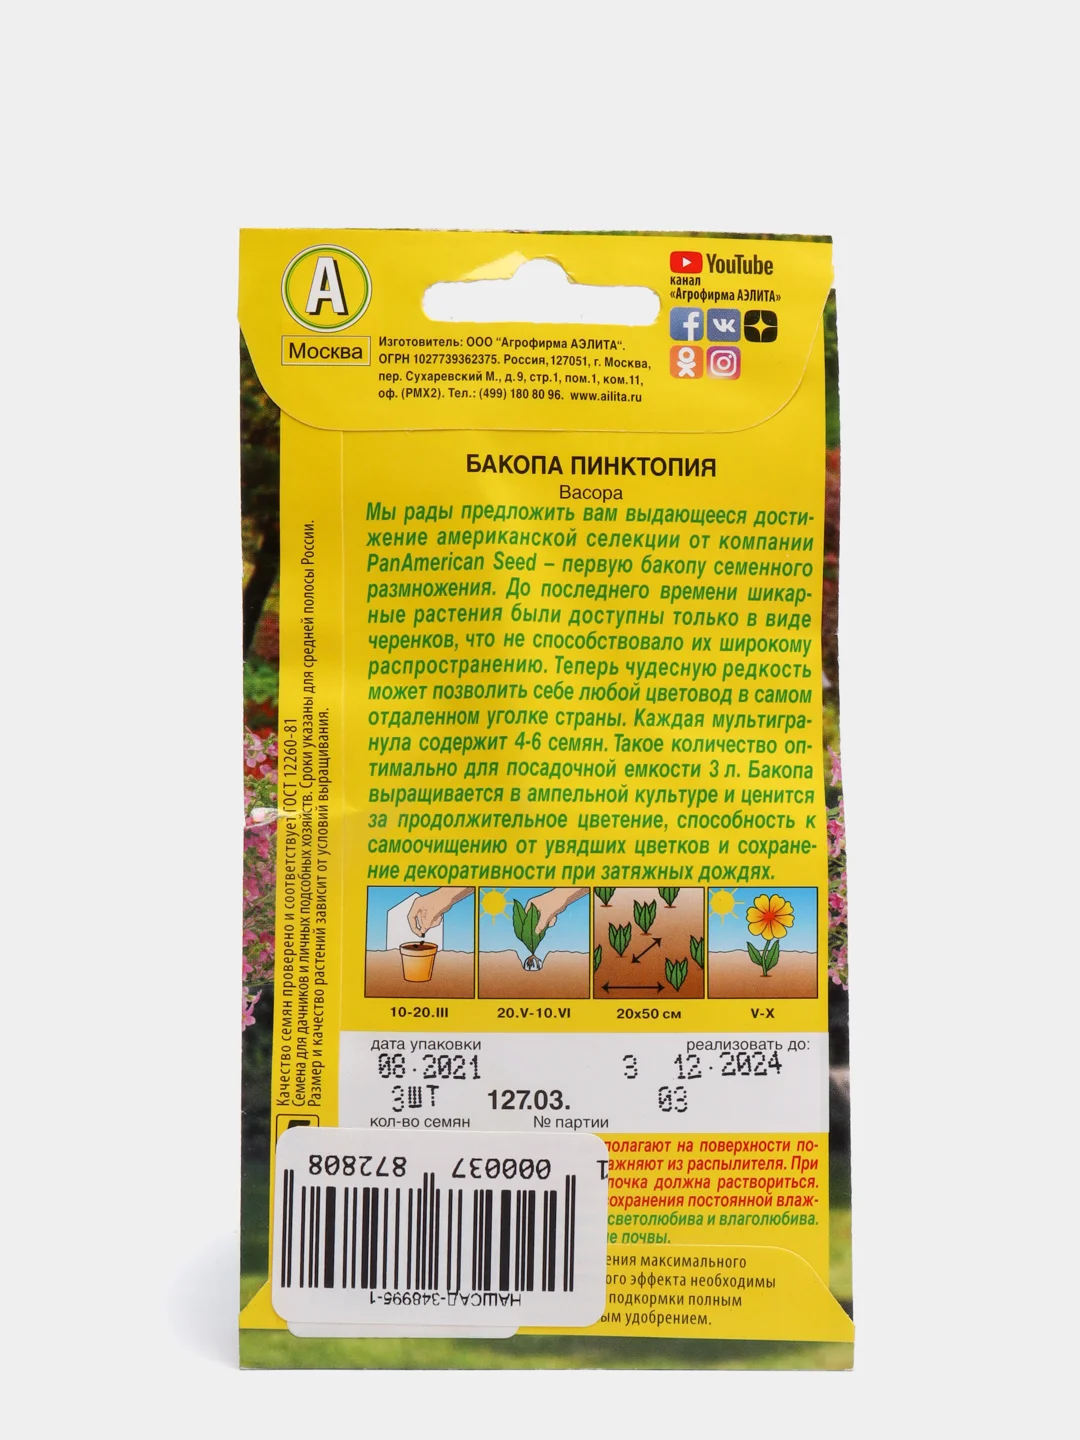 А
Москва
Изготовитель: ООО "Агрофирма АЭЛИТА".
ОГРН 1027739362375. Россия, 127051, г. Москва,
пер. Сухаревский М., д. 9, стр.1, пом.1, ком.11,
оф. (РМХ2). Тел.: (499) 180 80 96. www.ailita.ru
YouTube
канал
«Агрофирма АЭЛИТА»
БАКОПА ПИНКТОПИЯ
Bacopa
Мы рады предложить вам выдающееся дости-
жение американской селекции от компании
PanAmerican Seed – первую бакопу семенного
размножения. До последнего времени шикар-
ные растения были доступны только в виде
черенков, что не способствовало их широкому
распространению. Теперь чудесную редкость
может позволить себе любой цветовод в самом
отдаленном уголке страны. Каждая мультигра-
нула содержит 4-6 семян. Такое количество оп-
тимально для посадочной емкости 3 л. Бакопа
выращивается в ампельной культуре и ценится
за продолжительное цветение, способность к
самоочищению от увядших цветков и сохране-
ние декоративности при затяжных дождях.
10-20.III
20.V-10.VI
20х50 см
V-X
дата упаковки
реализовать до:
08.2021
3 12.2024
3ШТ
127.03.
03
кол-во семян
№ партии
Качество семян проверено и соответствует ГОСТ 12260-81
Семена для дачников и личных подсобных хозяйств. Сроки указаны для средней полосы России.
Размер и качество растений зависит от условий выращивания.
полагают на поверхности по-
ажняют из распылителя. При
лочка должна раствориться.
сохранения постоянной влаж-
светолюбива и влаголюбива.
е почвы.
ения максимального
ого эффекта необходимы
подкормки полным
ым удобрением.
1 000037 872808
НАШСАД-348995-1